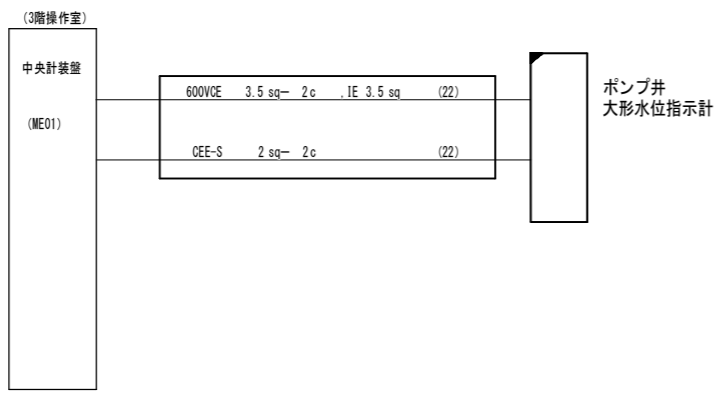 (3階操作室)
中央計装盤
(ME01)
600VCE 3.5 sq− 2c .IE 3.5 sq (22)
CEE-S 2 sq− 2c (22)
ポンプ井
大形水位指示計